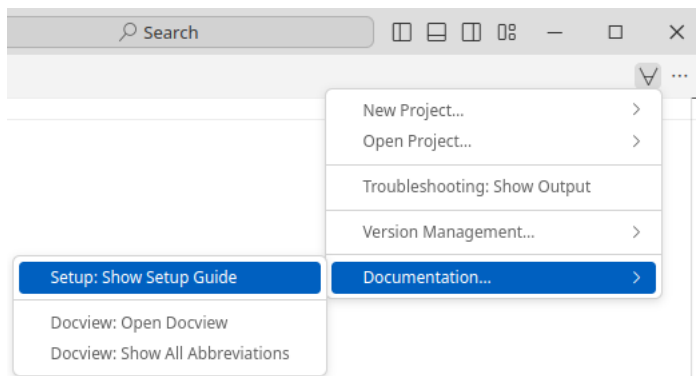 Search
∀
New Project...
Open Project...
Troubleshooting: Show Output
Version Management...
Documentation...
Setup: Show Setup Guide
Docview: Open Docview
Docview: Show All Abbreviations